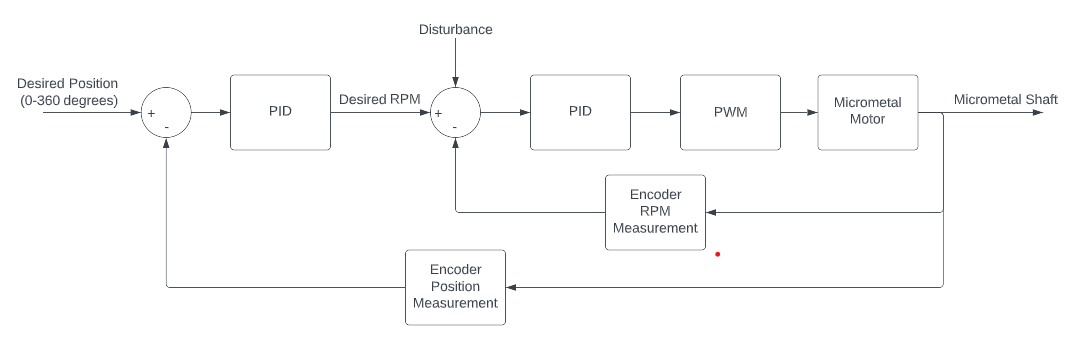 Disturbance
Desired Position
(0-360 degrees)
+
-
PID
Desired RPM
+
-
PID
PWM
Micrometal
Motor
Micrometal Shaft
Encoder
RPM
Measurement
Encoder
Position
Measurement